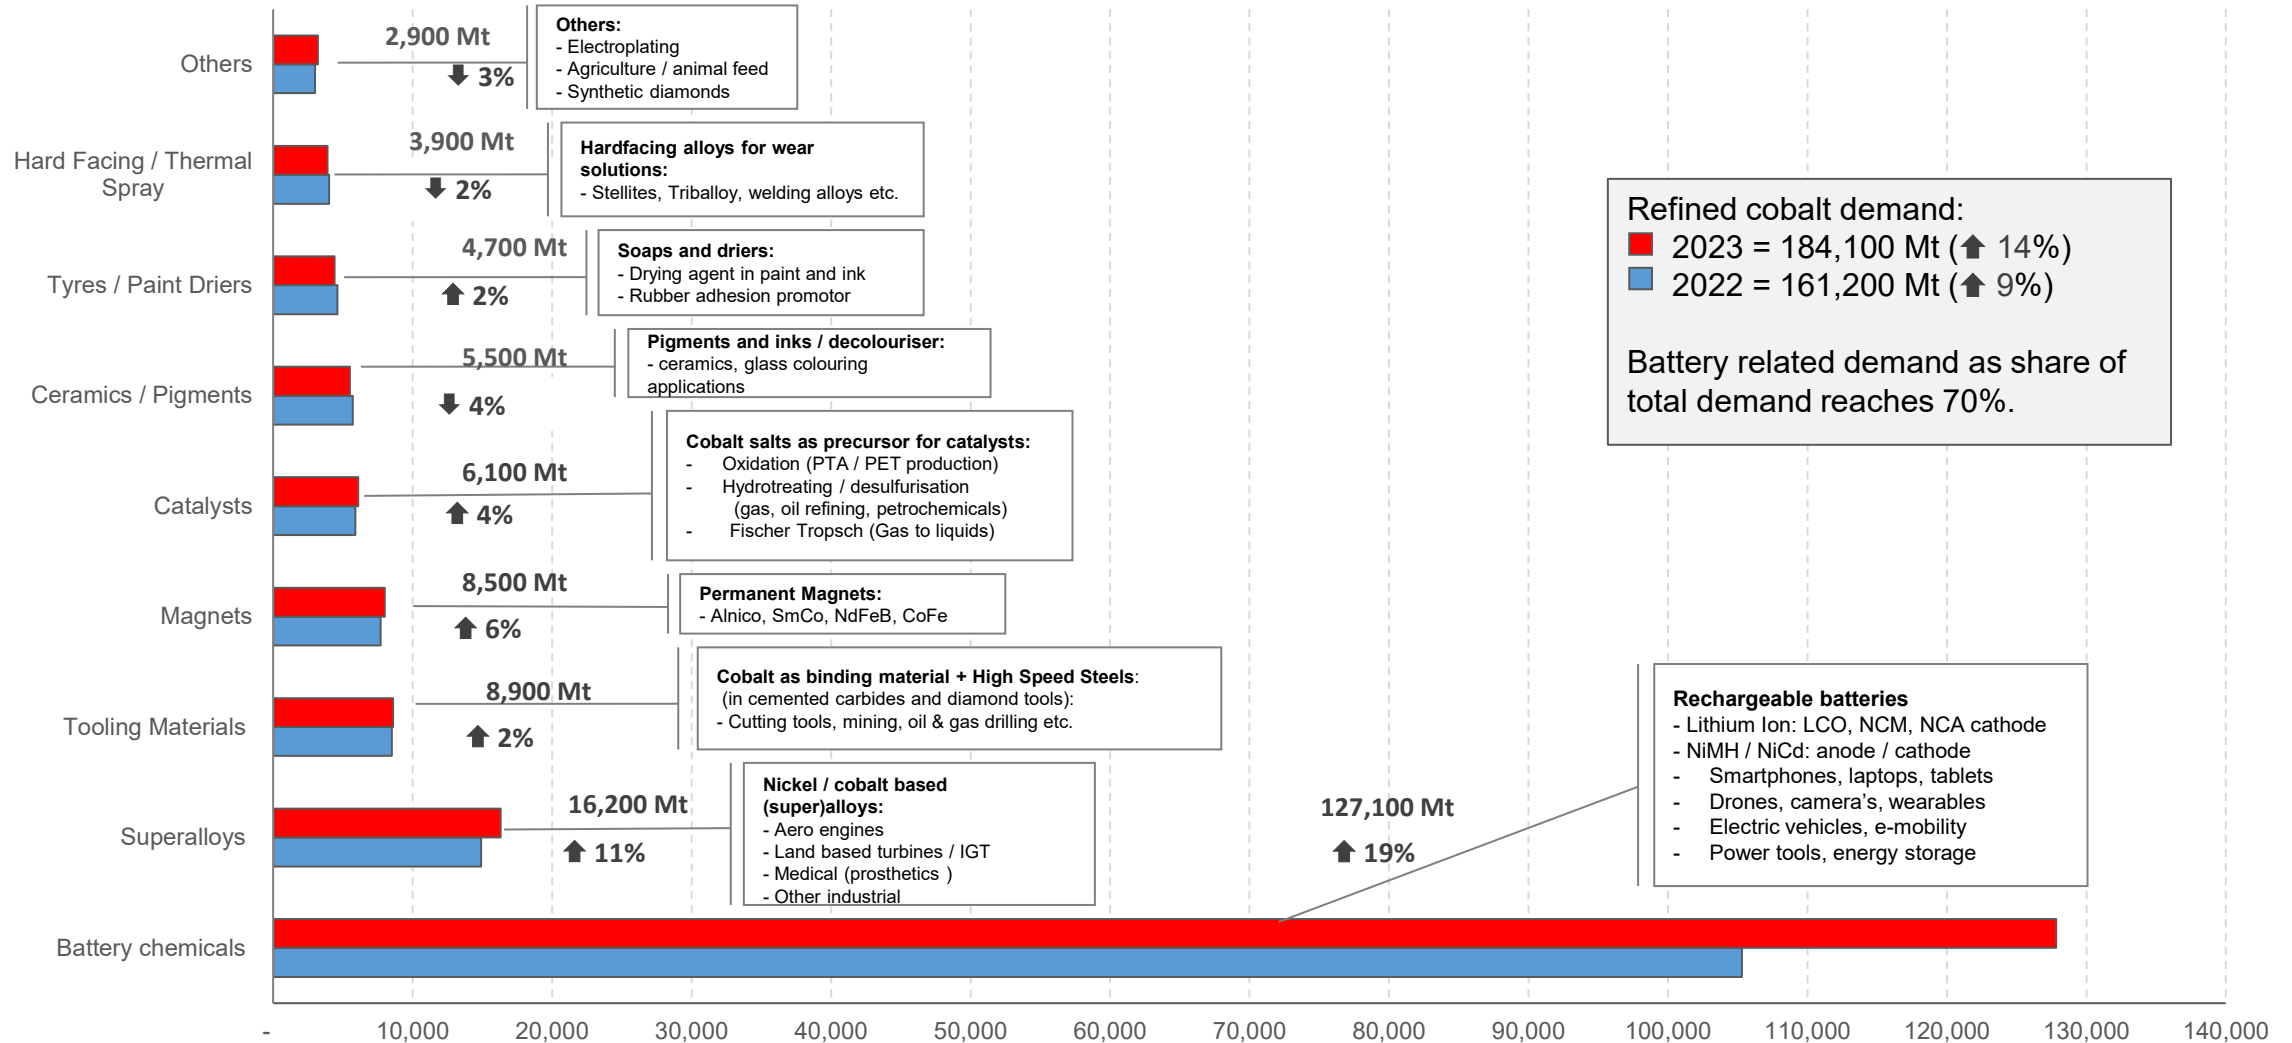 Others
2,900 Mt
🡇 3%
Others:
- Electroplating
- Agriculture / animal feed
- Synthetic diamonds
Hard Facing / Thermal
Spray
3,900 Mt
🡇 2%
Hardfacing alloys for wear
solutions:
- Stellites, Triballoy, welding alloys etc.
Refined cobalt demand:
2023 = 184,100 Mt (🡅 14%)
2022 = 161,200 Mt (🡅 9%)
Battery related demand as share of
total demand reaches 70%.
Tyres / Paint Driers
4,700 Mt
🡅 2%
Soaps and driers:
- Drying agent in paint and ink
- Rubber adhesion promotor
Ceramics / Pigments
5,500 Mt
🡇 4%
Pigments and inks / decolouriser:
- ceramics, glass colouring
applications
Catalysts
6,100 Mt
🡅 4%
Cobalt salts as precursor for catalysts:
- Oxidation (PTA / PET production)
- Hydrotreating / desulfurisation
(gas, oil refining, petrochemicals)
- Fischer Tropsch (Gas to liquids)
Magnets
8,500 Mt
🡅 6%
Permanent Magnets:
- Alnico, SmCo, NdFeB, CoFe
Tooling Materials
8,900 Mt
🡅 2%
Cobalt as binding material + High Speed Steels:
(in cemented carbides and diamond tools):
- Cutting tools, mining, oil & gas drilling etc.
Superalloys
16,200 Mt
🡅 11%
Nickel / cobalt based
(super)alloys:
- Aero engines
- Land based turbines / IGT
- Medical (prosthetics )
- Other industrial
Battery chemicals
127,100 Mt
🡅 19%
Rechargeable batteries
- Lithium Ion: LCO, NCM, NCA cathode
- NiMH / NiCd: anode / cathode
- Smartphones, laptops, tablets
- Drones, camera's, wearables
- Electric vehicles, e-mobility
- Power tools, energy storage
- 10,000 20,000 30,000 40,000 50,000 60,000 70,000 80,000 90,000 100,000 110,000 120,000 130,000 140,000